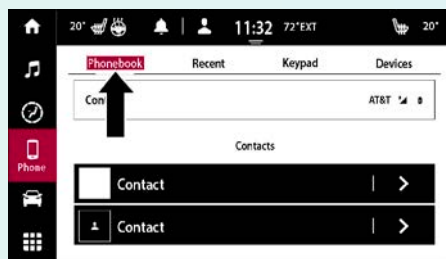 20° 11:32 72°EXT 20°
Phonebook Recent Keypad Devices
Con AT&T
Contacts
Phone
Contact
Contact